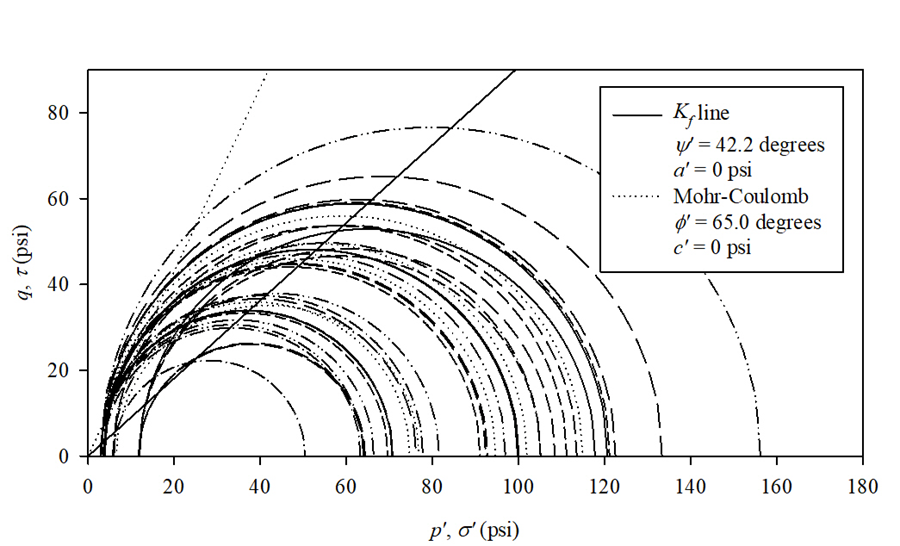 80
60
40
20
0
q, τ (psi)
K_f line
ψ' = 42.2 degrees
a' = 0 psi
Mohr-Coulomb
ϕ' = 65.0 degrees
c' = 0 psi
0 20 40 60 80 100 120 140 160 180
p', σ' (psi)